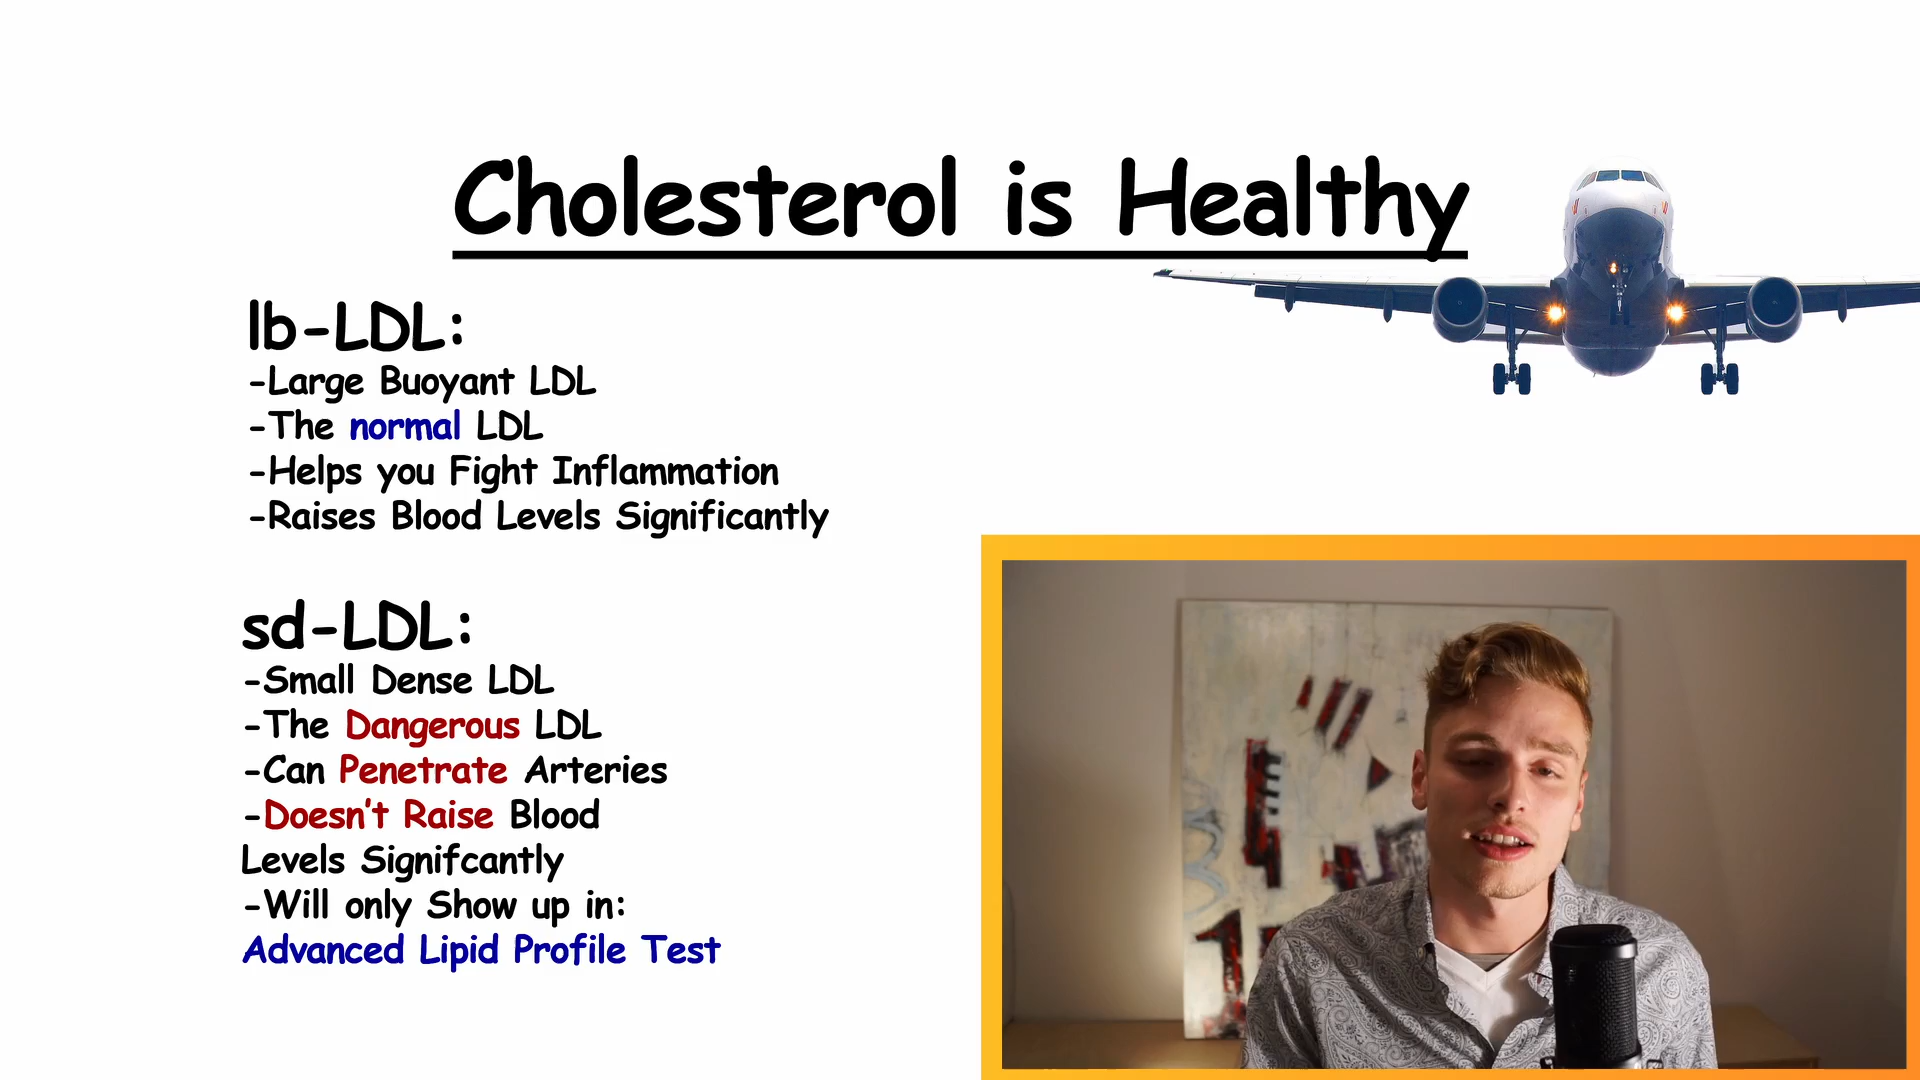 Cholesterol is Healthy
lb-LDL:
-Large Buoyant LDL
-The normal LDL
-Helps you Fight Inflammation
-Raises Blood Levels Significantly
sd-LDL:
-Small Dense LDL
-The Dangerous LDL
-Can Penetrate Arteries
-Doesn't Raise Blood
Levels Signifcantly
-Will only Show up in:
Advanced Lipid Profile Test